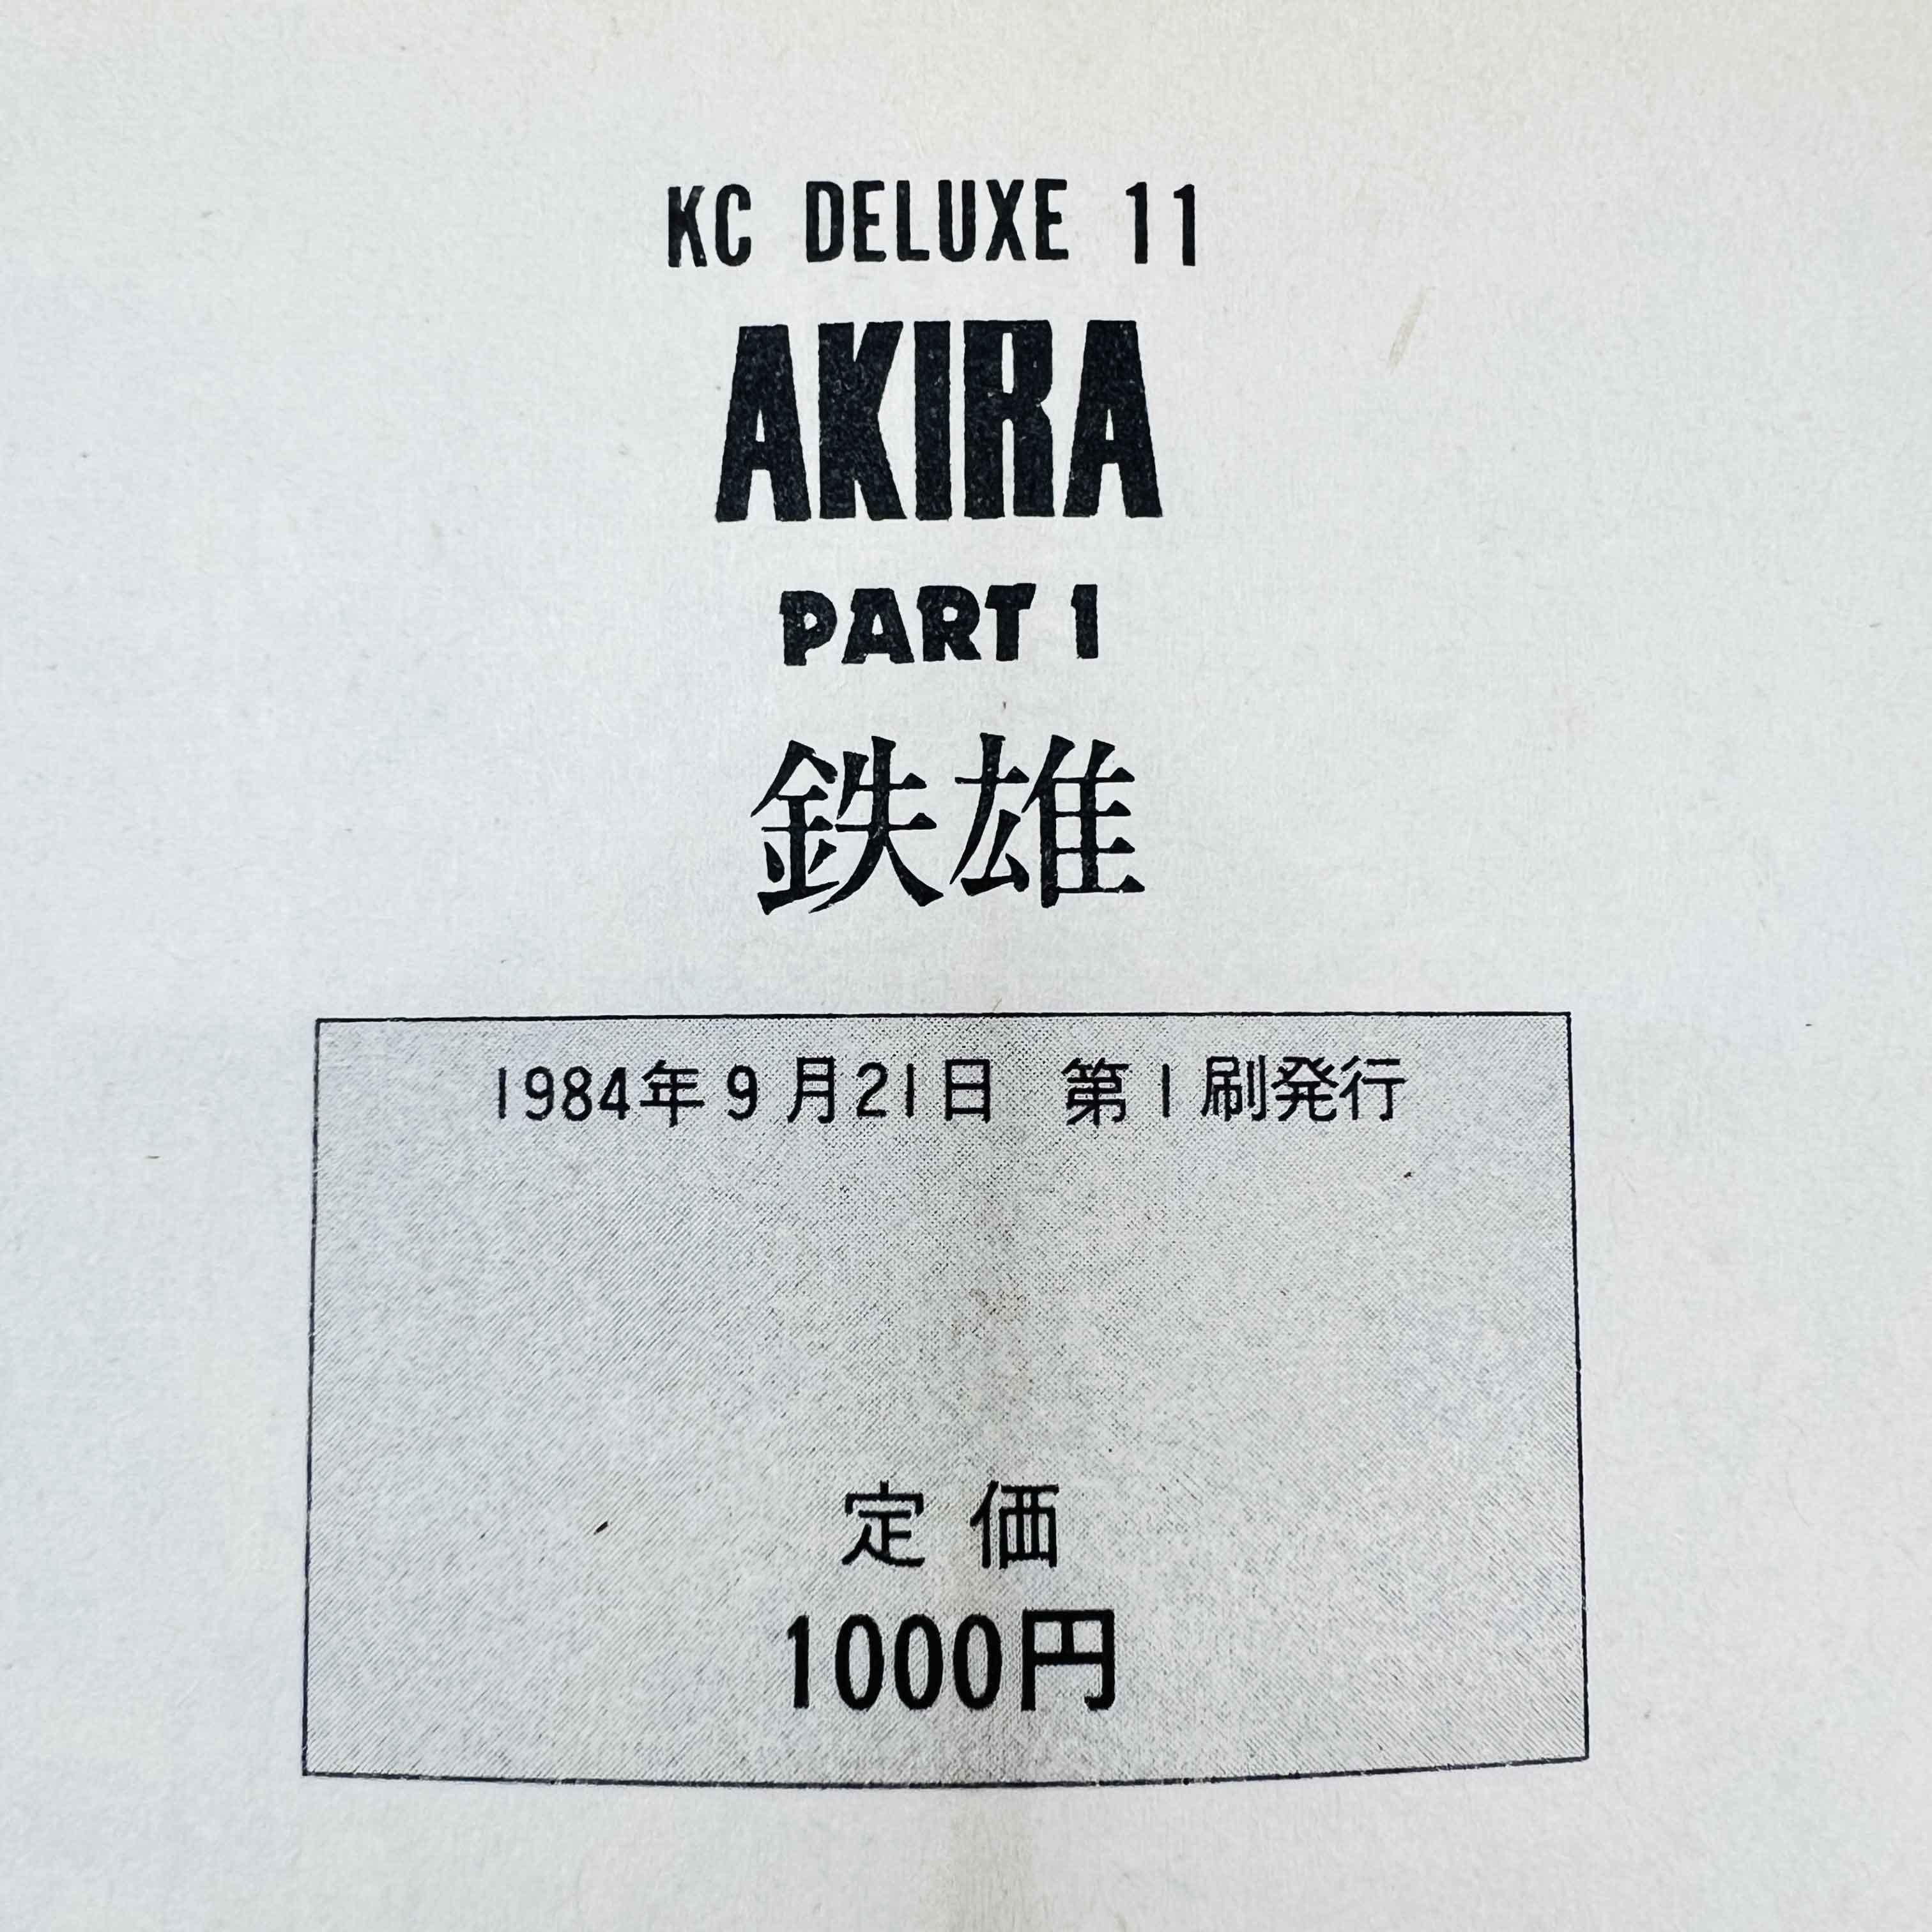 KC DELUXE 11
AKIRA
PART 1
鉄雄
1984年9月21日 第1刷発行
定価
1000円